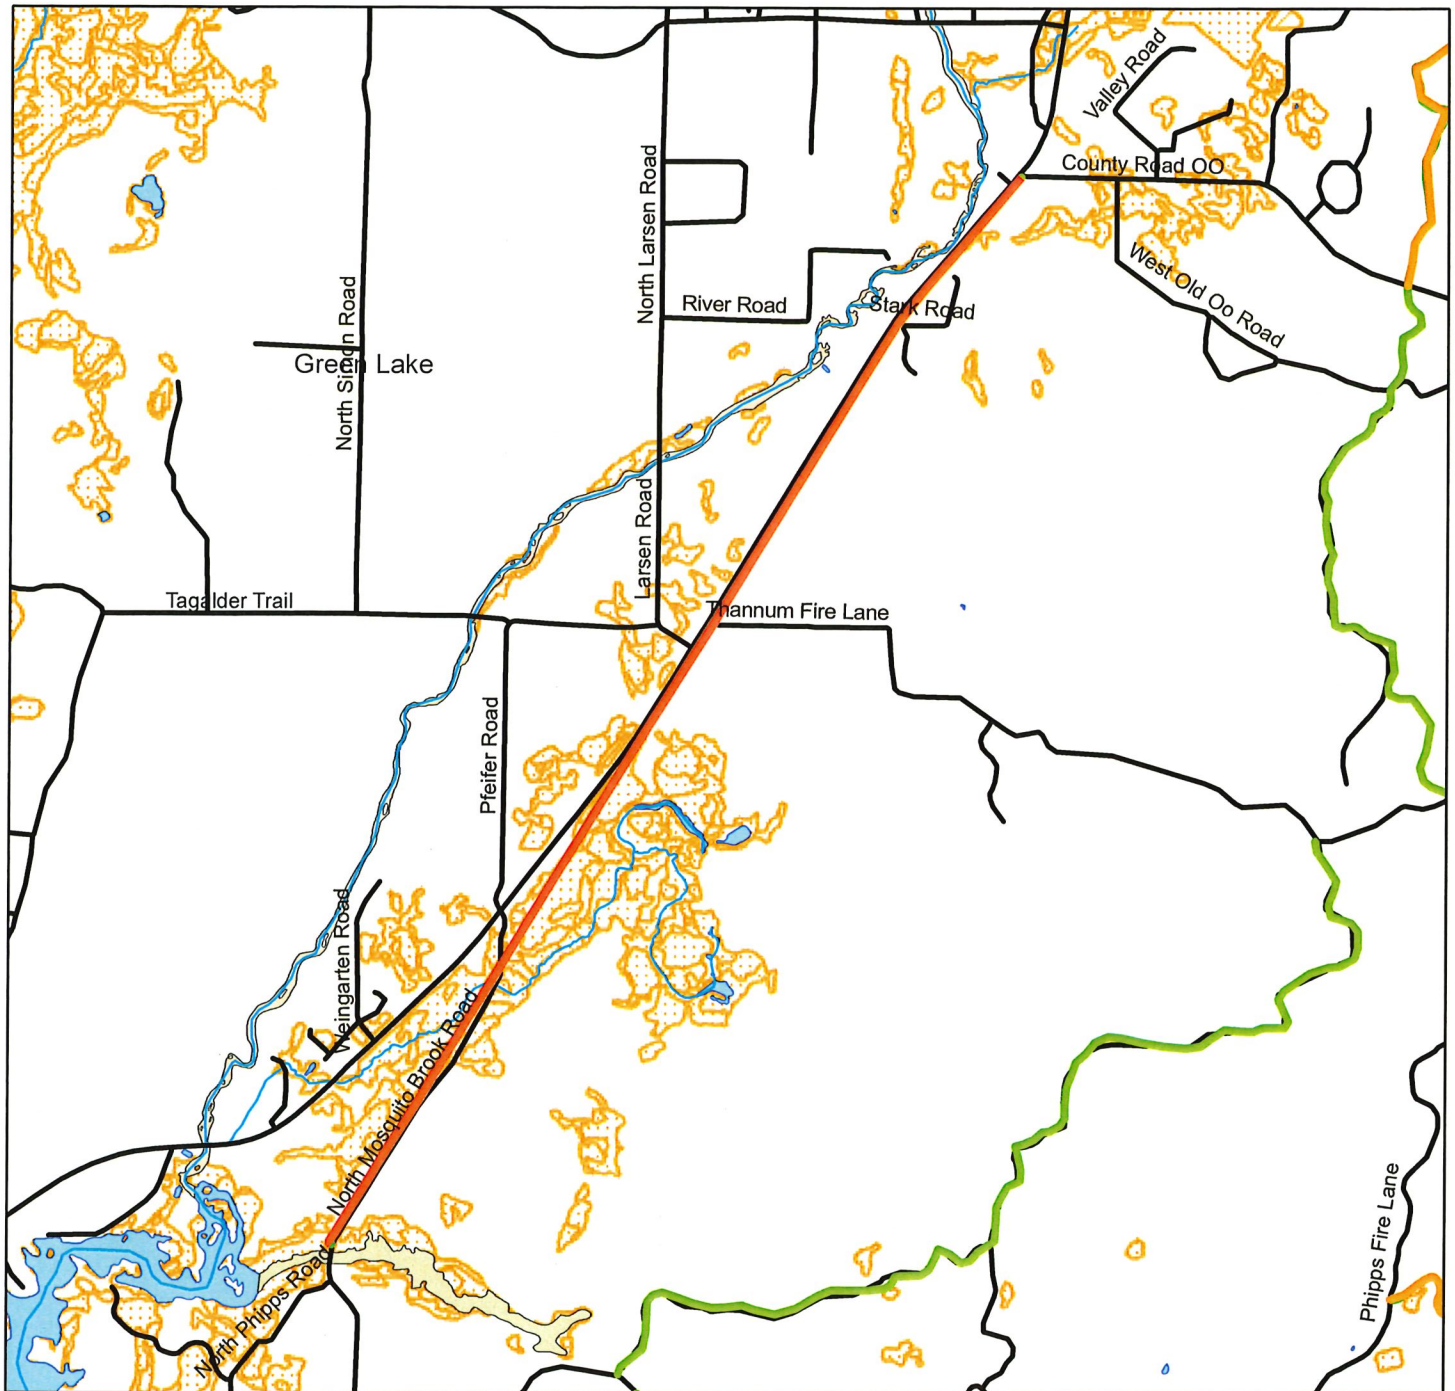 Valley Road
County Road OO
North Larsen Road
West Old Oo Road
River Road
Stark Road
North Simon Road
Green Lake
Larsen Road
Tagalder Trail
Thannum Fire Lane
Pfeifer Road
Weingarten Road
North Mosquito Brook Road
Phipps Fire Lane
North Phipps Road